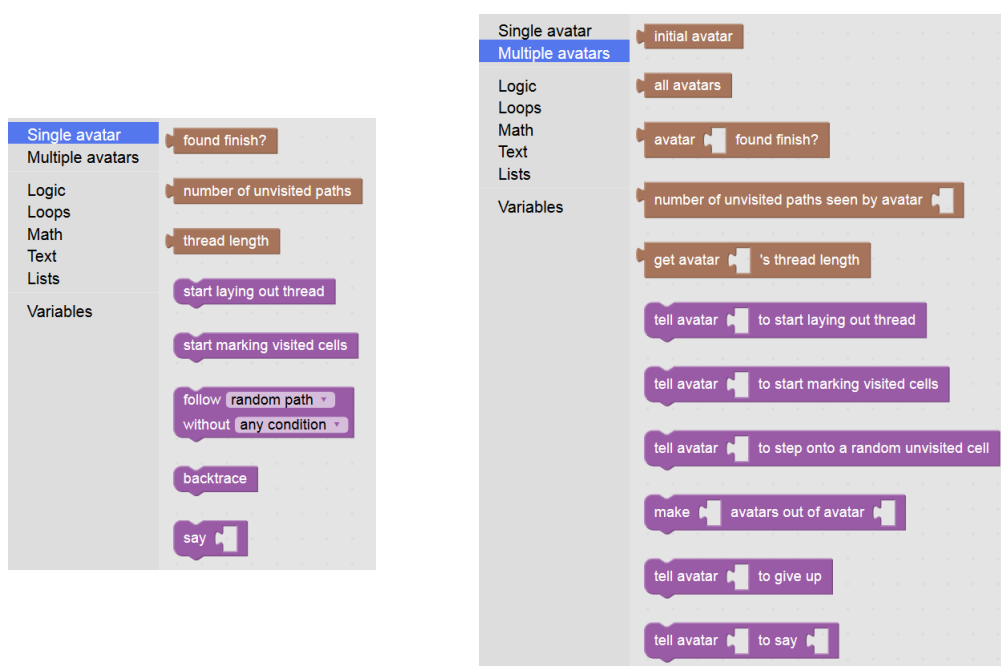 Single avatar
Multiple avatars
Logic
Loops
Math
Text
Lists
Variables
found finish?
number of unvisited paths
thread length
start laying out thread
start marking visited cells
follow random path
without any condition
backtrace
say
Single avatar
Multiple avatars
Logic
Loops
Math
Text
Lists
Variables
initial avatar
all avatars
avatar found finish?
number of unvisited paths seen by avatar
get avatar 's thread length
tell avatar to start laying out thread
tell avatar to start marking visited cells
tell avatar to step onto a random unvisited cell
make avatars out of avatar
tell avatar to give up
tell avatar to say